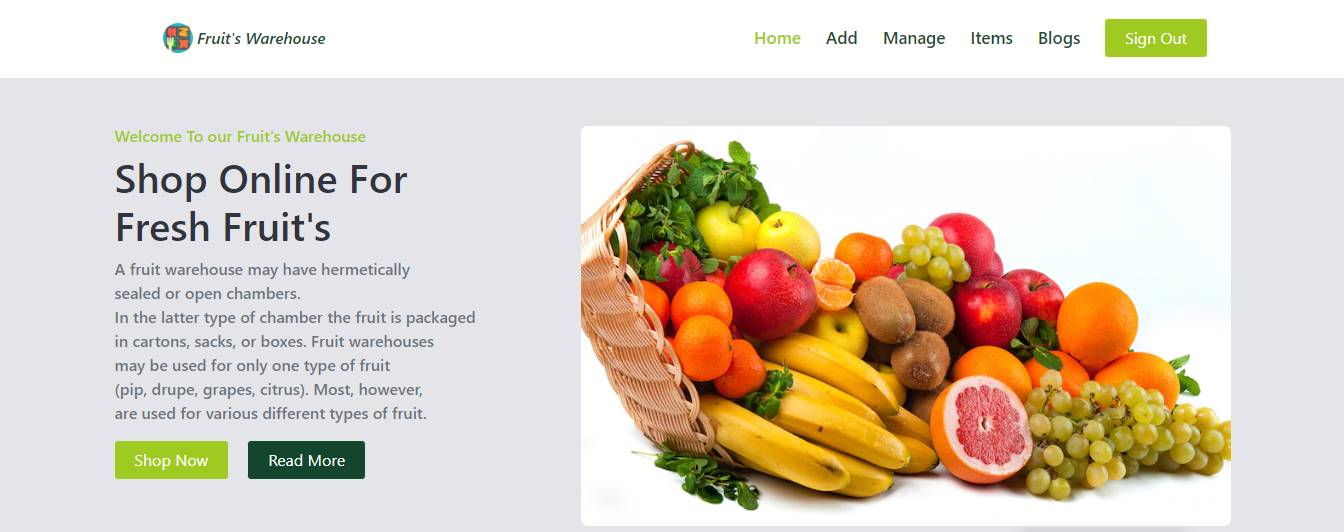 Fruit's Warehouse
Home Add Manage Items Blogs Sign Out
Welcome To our Fruit's Warehouse
Shop Online For
Fresh Fruit's
A fruit warehouse may have hermetically
sealed or open chambers.
In the latter type of chamber the fruit is packaged
in cartons, sacks, or boxes. Fruit warehouses
may be used for only one type of fruit
(pip, drupe, grapes, citrus). Most, however,
are used for various different types of fruit.
Shop Now Read More